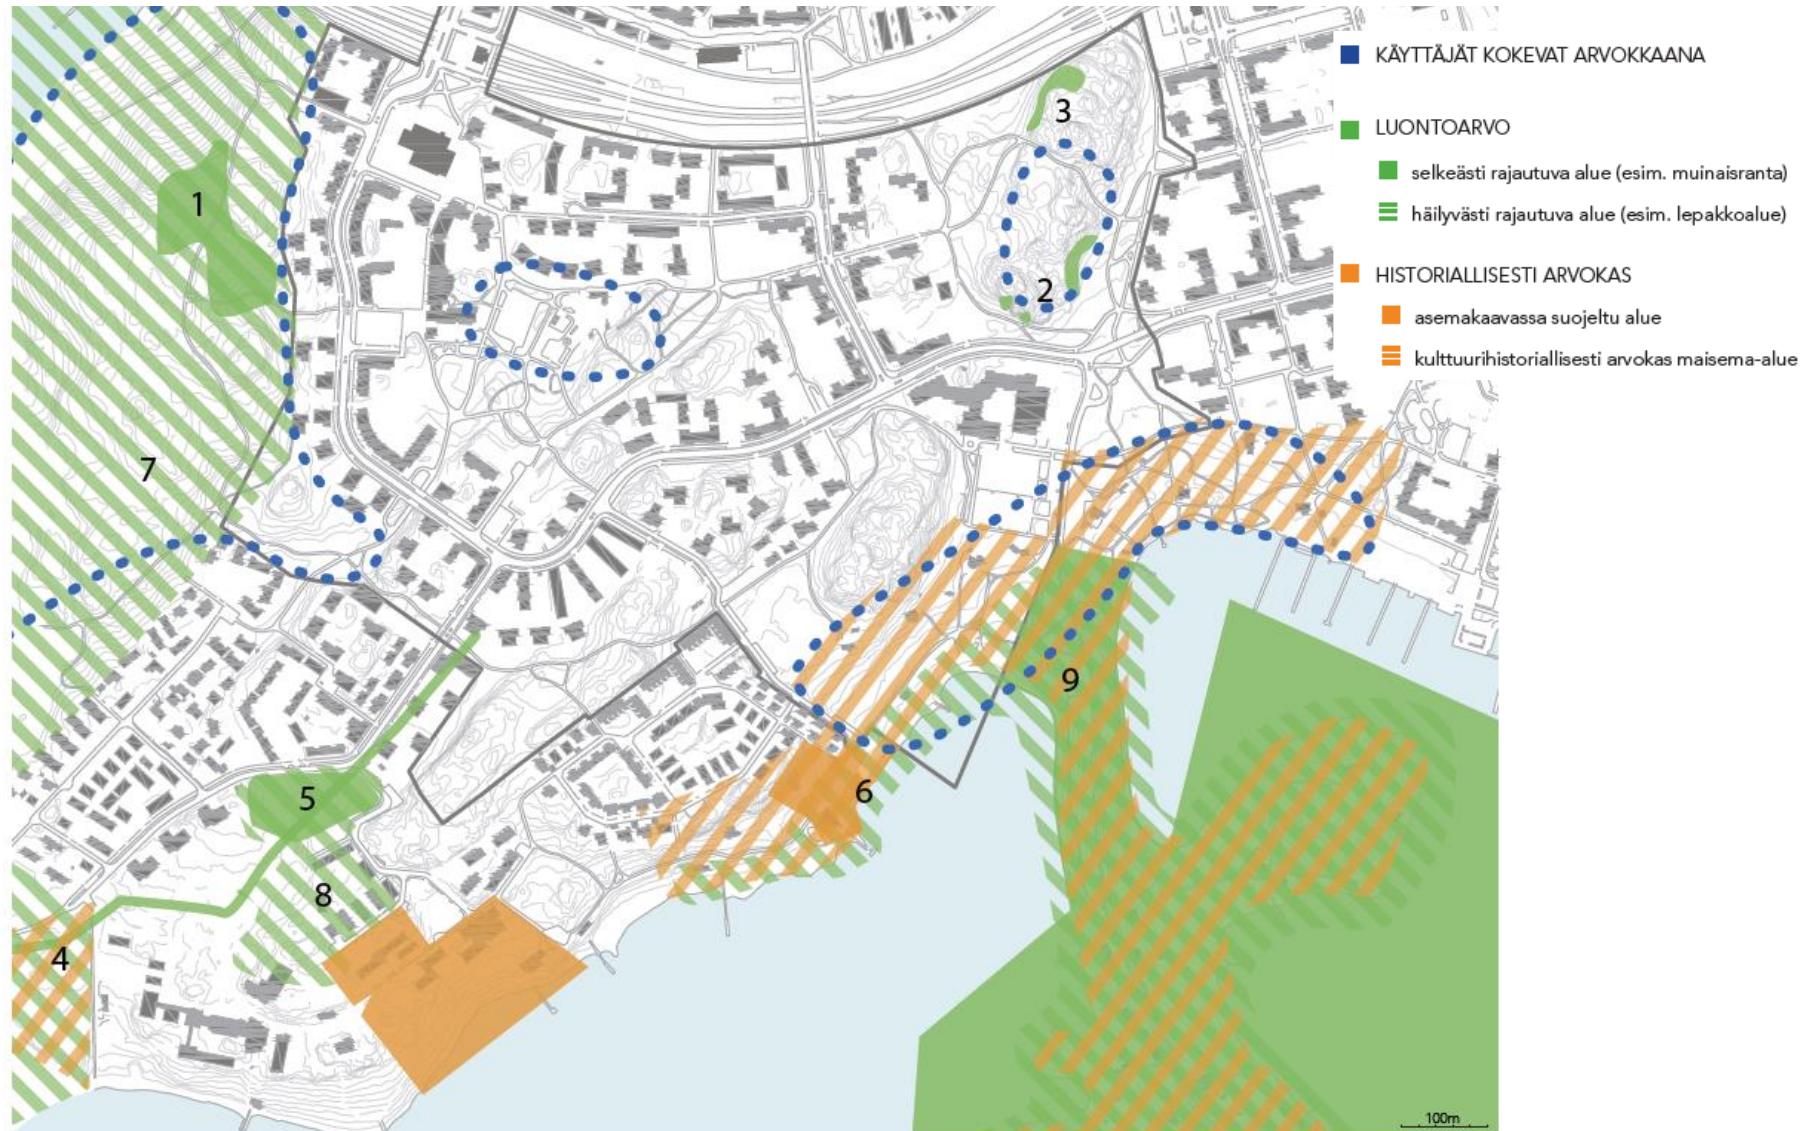 KÄYTTÄJÄT KOKEVAT ARVOKKAANA
LUONTOARVO
selkeästi rajautuva alue (esim. muinaisranta)
häilyvästi rajautuva alue (esim. lepakkoalue)
HISTORIALLISESTI ARVOKAS
asemakaavassa suojeltu alue
kulttuurihistoriallisesti arvokas maisema-alue
3
1
2
7
9
6
5
8
4
100m